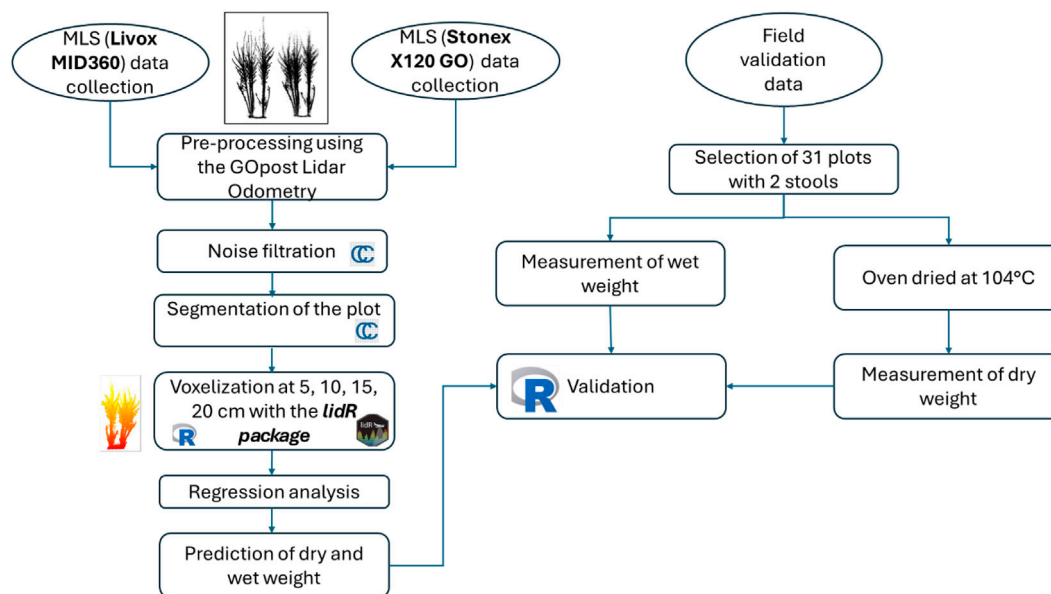 MLS (Livox
MID360) data
collection
MLS (Stonex
X120 GO) data
collection
Pre-processing using
the GOpost Lidar
Odometry
Noise filtration
CC
Segmentation of the plot
CC
Voxelization at 5, 10, 15,
20 cm with the lidR
package
R
lidR
Regression analysis
Prediction of dry and
wet weight
Field
validation
data
Selection of 31 plots
with 2 stools
Measurement of wet
weight
Oven dried at 104°C
R
Validation
Measurement of dry
weight